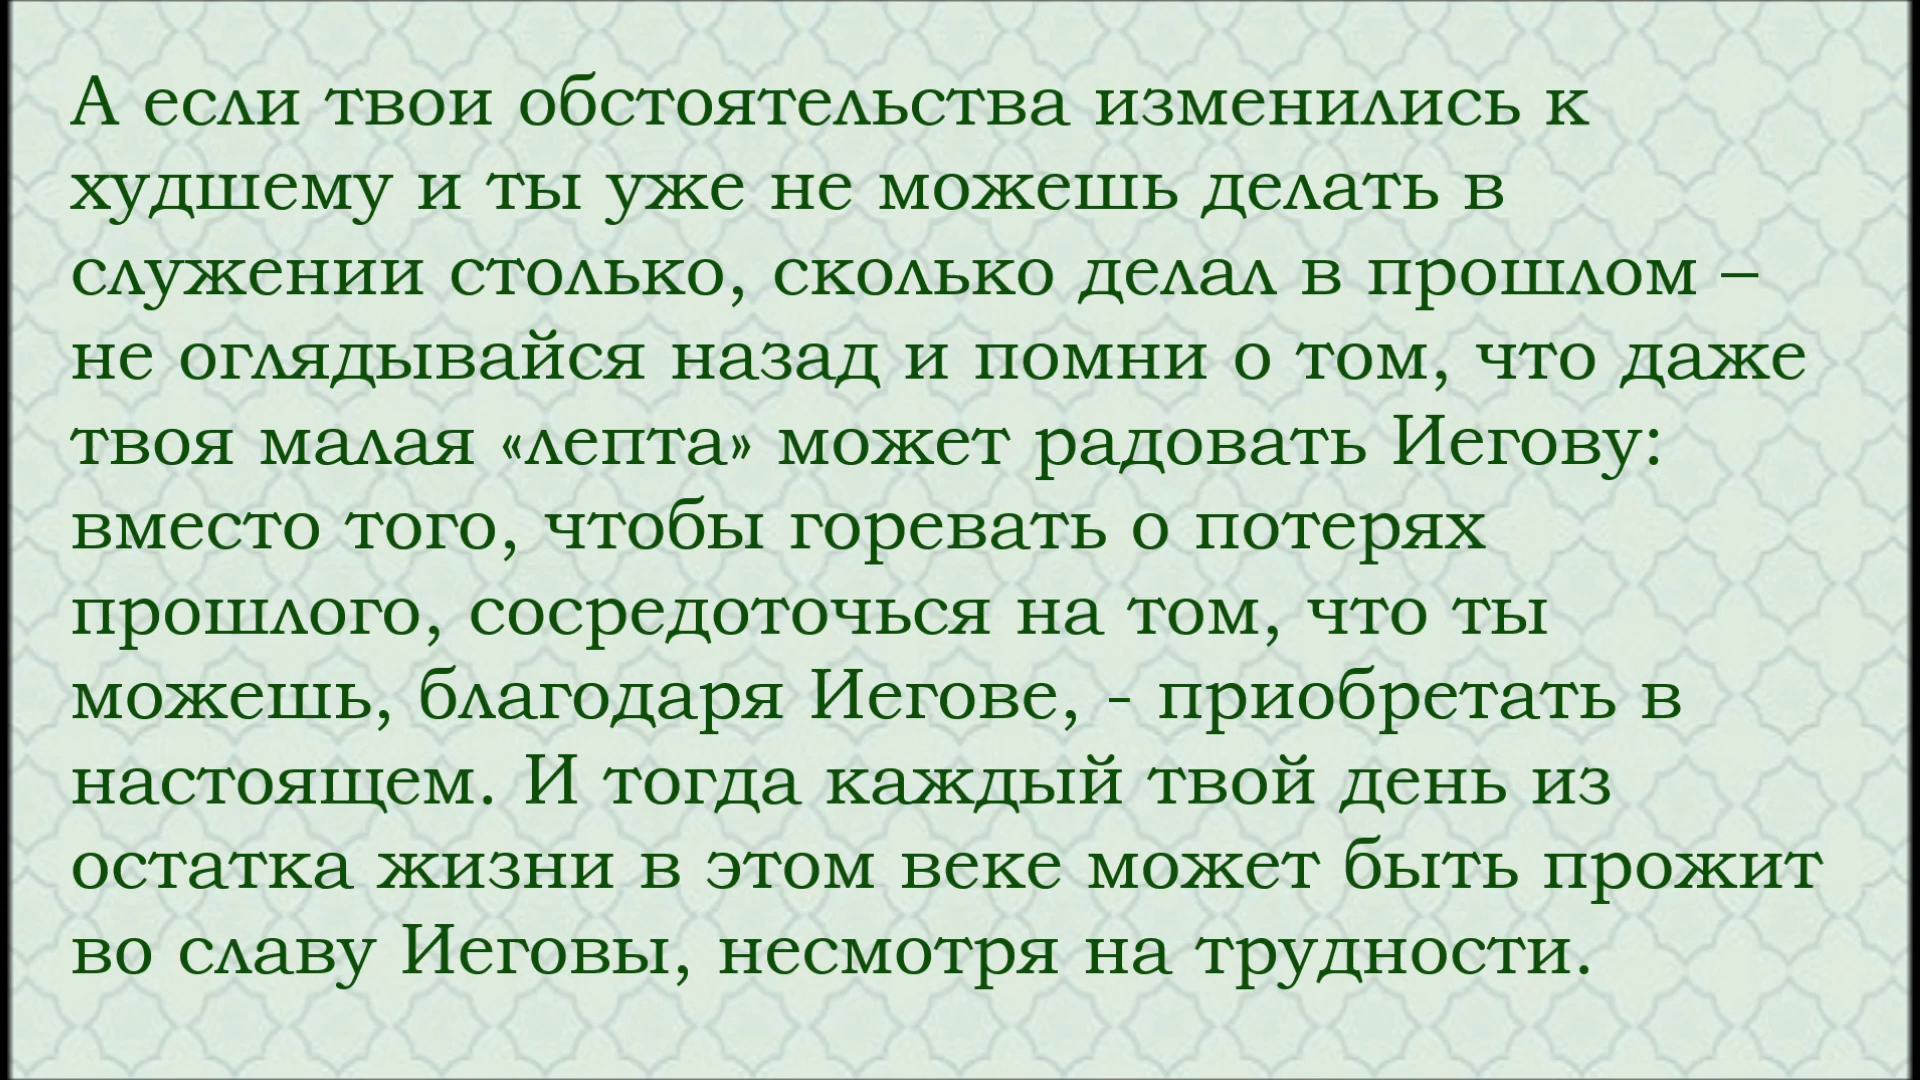 А если твои обстоятельства изменились к
худшему и ты уже не можешь делать в
служении столько, сколько делал в прошлом –
не оглядывайся назад и помни о том, что даже
твоя малая «лепта» может радовать Иегову:
вместо того, чтобы горевать о потерях
прошлого, сосредоточься на том, что ты
можешь, благодаря Иегове, - приобретать в
настоящем. И тогда каждый твой день из
остатка жизни в этом веке может быть прожит
во славу Иеговы, несмотря на трудности.